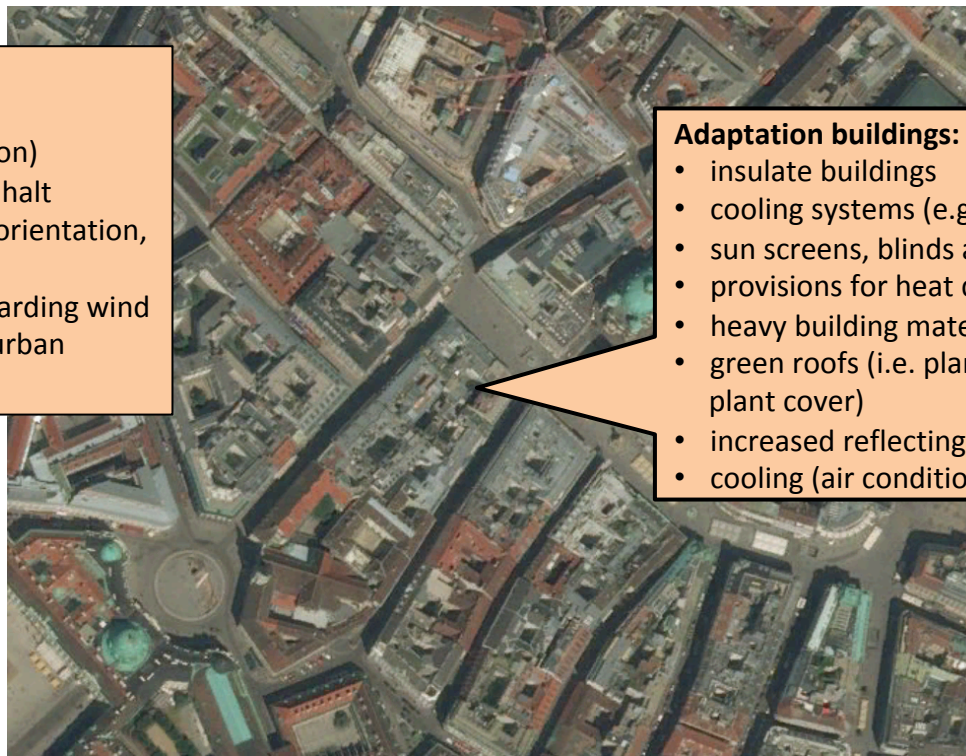 halt
orientation,
arding wind
urban
Adaptation buildings:
• insulate buildings
• cooling systems (e.g
• sun screens, blinds a
• provisions for heat
• heavy building mate
• green roofs (i.e. plan
plant cover)
• increased reflecting
• cooling (air conditio